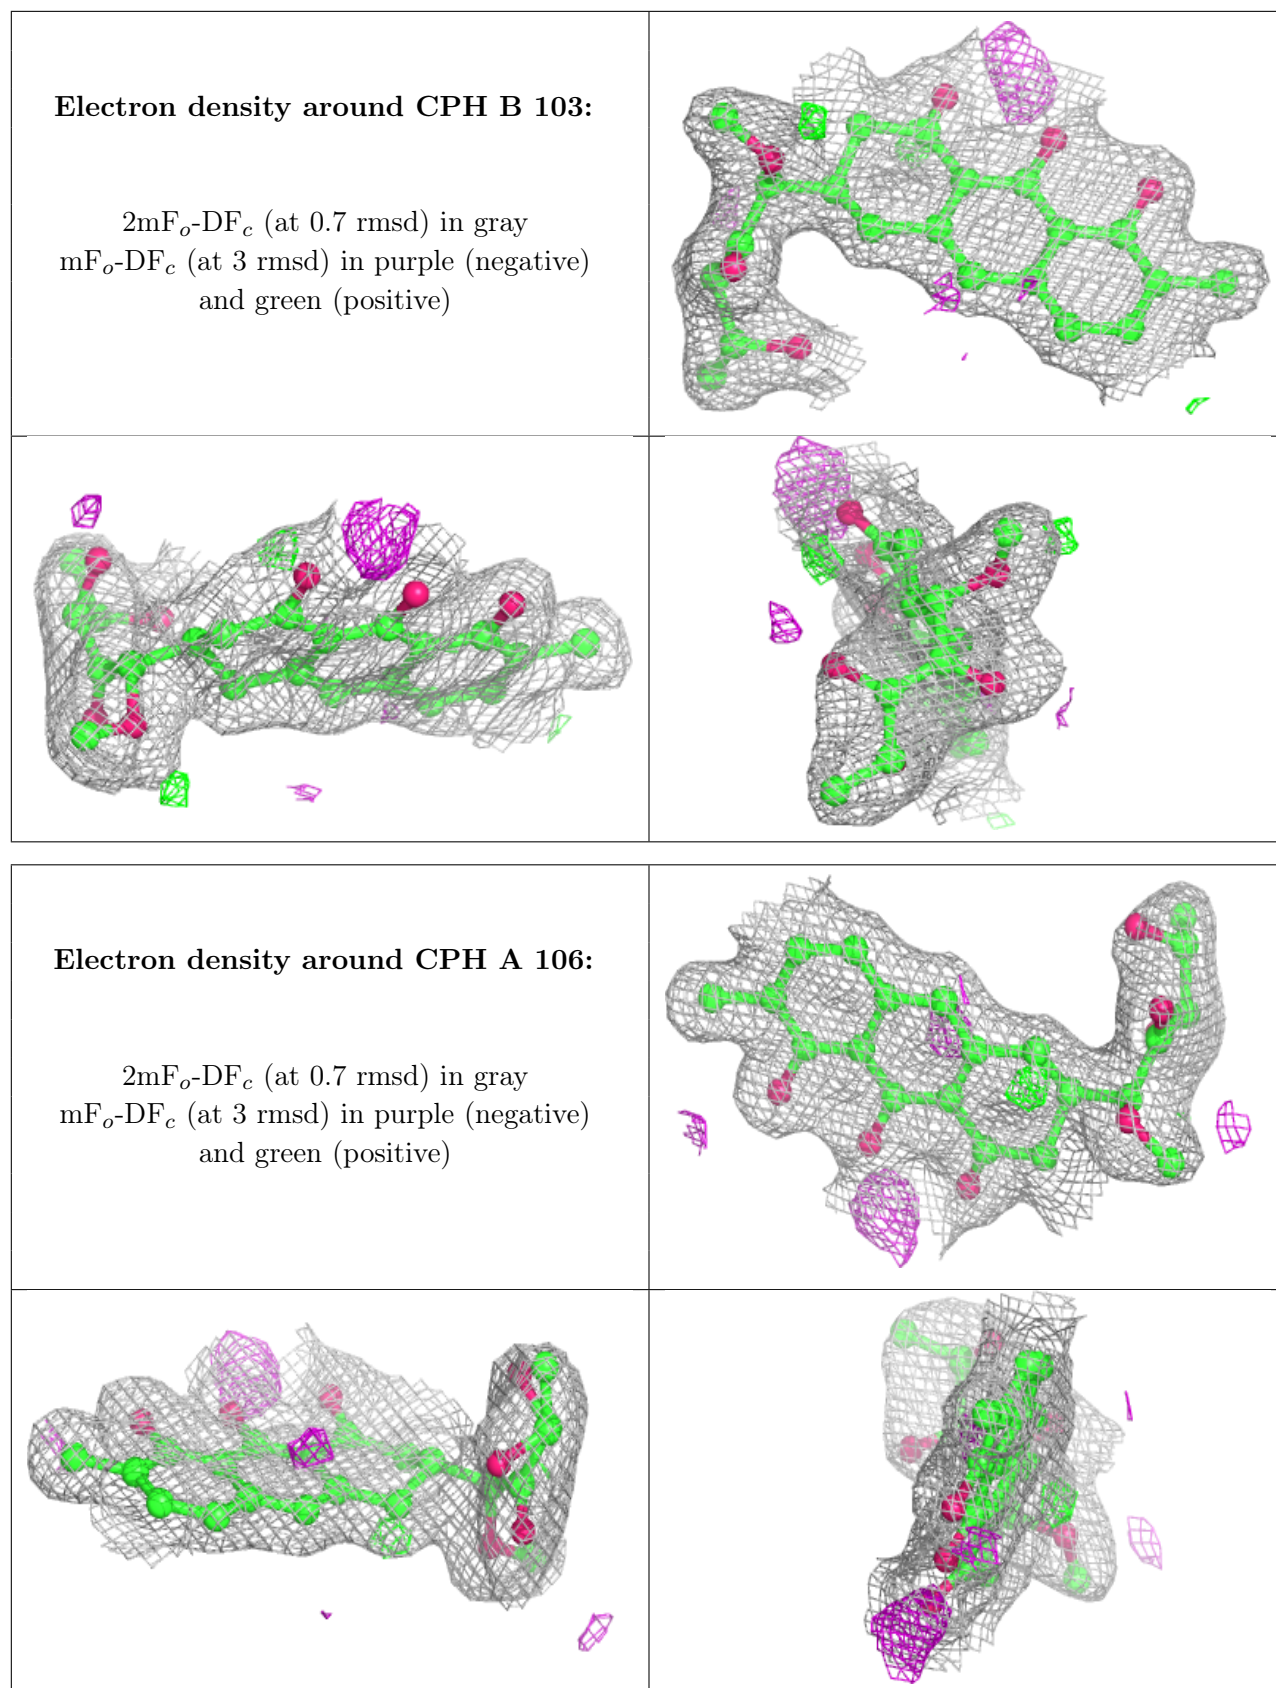 Electron density around CPH B 103:
2mFo-DFc (at 0.7 rmsd) in gray
mFo-DFc (at 3 rmsd) in purple (negative)
and green (positive)
Electron density around CPH A 106:
2mFo-DFc (at 0.7 rmsd) in gray
mFo-DFc (at 3 rmsd) in purple (negative)
and green (positive)